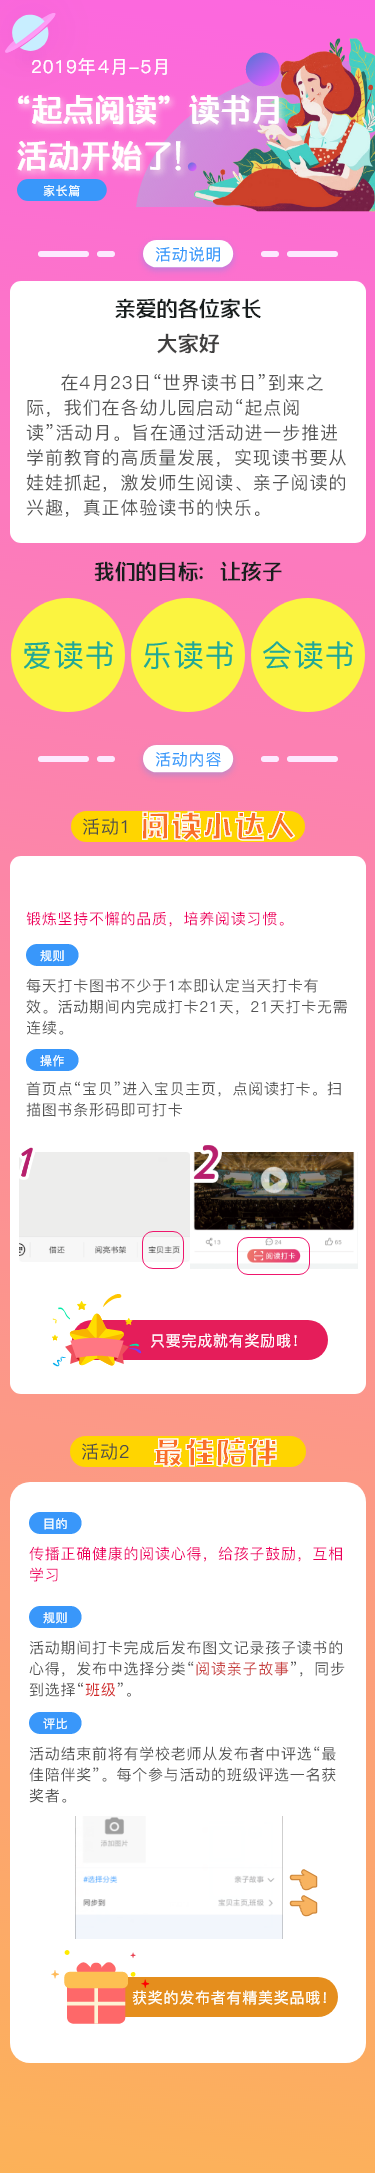 2019年4月-5月
“起点阅读”读书月
活动开始了!
家长篇
活动说明
亲爱的各位家长
大家好
在4月23日“世界读书日”到来之
际，我们在各幼儿园启动“起点阅
读”活动月。旨在通过活动进一步推进
学前教育的高质量发展，实现读书要从
娃娃抓起，激发师生阅读、亲子阅读的
兴趣，真正体验读书的快乐。
我们的目标：让孩子
爱读书 乐读书 会读书
活动内容
活动1 阅读小达人
锻炼坚持不懈的品质，培养阅读习惯。
规则
每天打卡图书不少于1本即认定当天打卡有
效。活动期间内完成打卡21天，21天打卡无需
连续。
操作
首页点“宝贝”进入宝贝主页，点阅读打卡。扫
描图书条形码即可打卡
1 2
借还 阅亮书架 宝贝主页
13 24 65
阅读打卡
只要完成就有奖励哦！
活动2 最佳陪伴
目的
传播正确健康的阅读心得，给孩子鼓励，互相
学习
规则
活动期间打卡完成后发布图文记录孩子读书的
心得，发布中选择分类“阅读亲子故事”，同步
到选择“班级”。
评比
活动结束前将有学校老师从发布者中评选“最
佳陪伴奖”。每个参与活动的班级评选一名获
奖者。
添加图片
#选择分类 亲子故事
同步到 宝贝主页,班级
获奖的发布者有精美奖品哦！